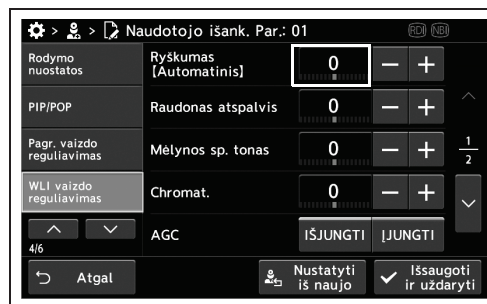 > > Naudotojo išank. Par.: 01 RDI NBI
Rodymo
nuostatos
Ryškumas
[Automatinis]
0 − +
PIP/POP
Raudonas atspalvis 0 − +
Pagr. vaizdo
reguliavimas
Mėlynos sp. tonas 0 − +
1
2
WLI vaizdo
reguliavimas
Chromat. 0 − +
4/6
AGC IŠJUNGTI ĮJUNGTI
Atgal
Nustatyti
iš naujo
Išsaugoti
ir uždaryti